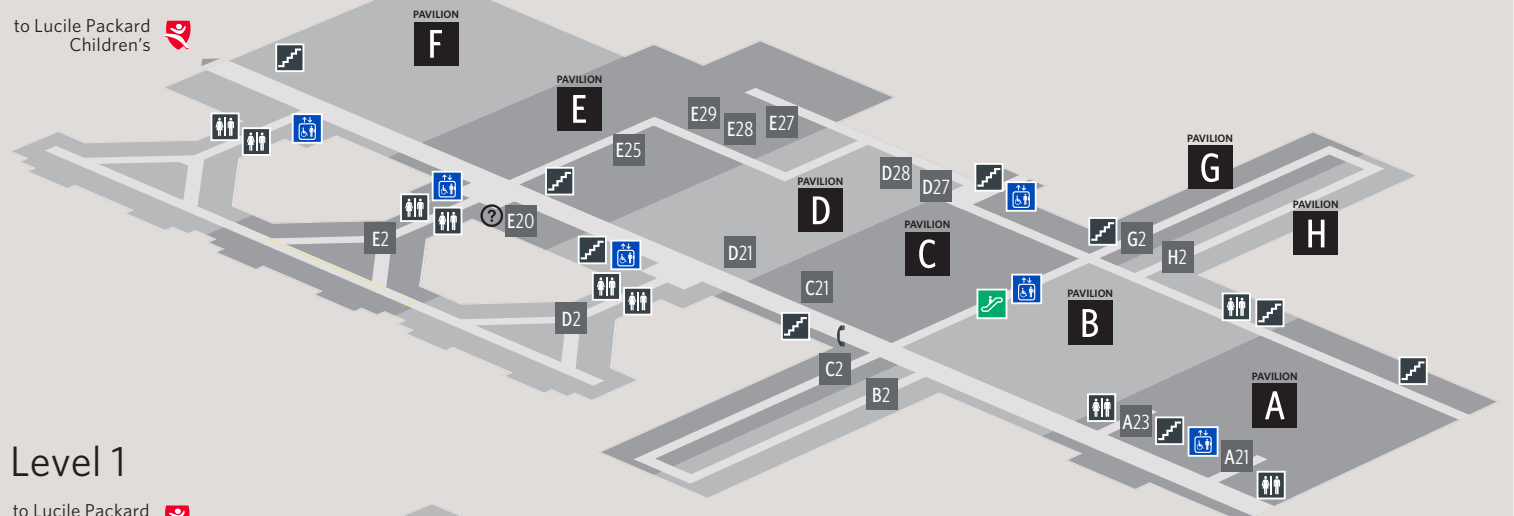 to Lucile Packard
Children's
PAVILION
F
PAVILION
E
E29
E28
E27
E25
PAVILION
G
D28
D27
PAVILION
D
PAVILION
H
E20
E2
PAVILION
C
G2
H2
D21
C21
D2
PAVILION
B
C2
B2
PAVILION
A
A23
A21
Level 1
to Lucile Packard